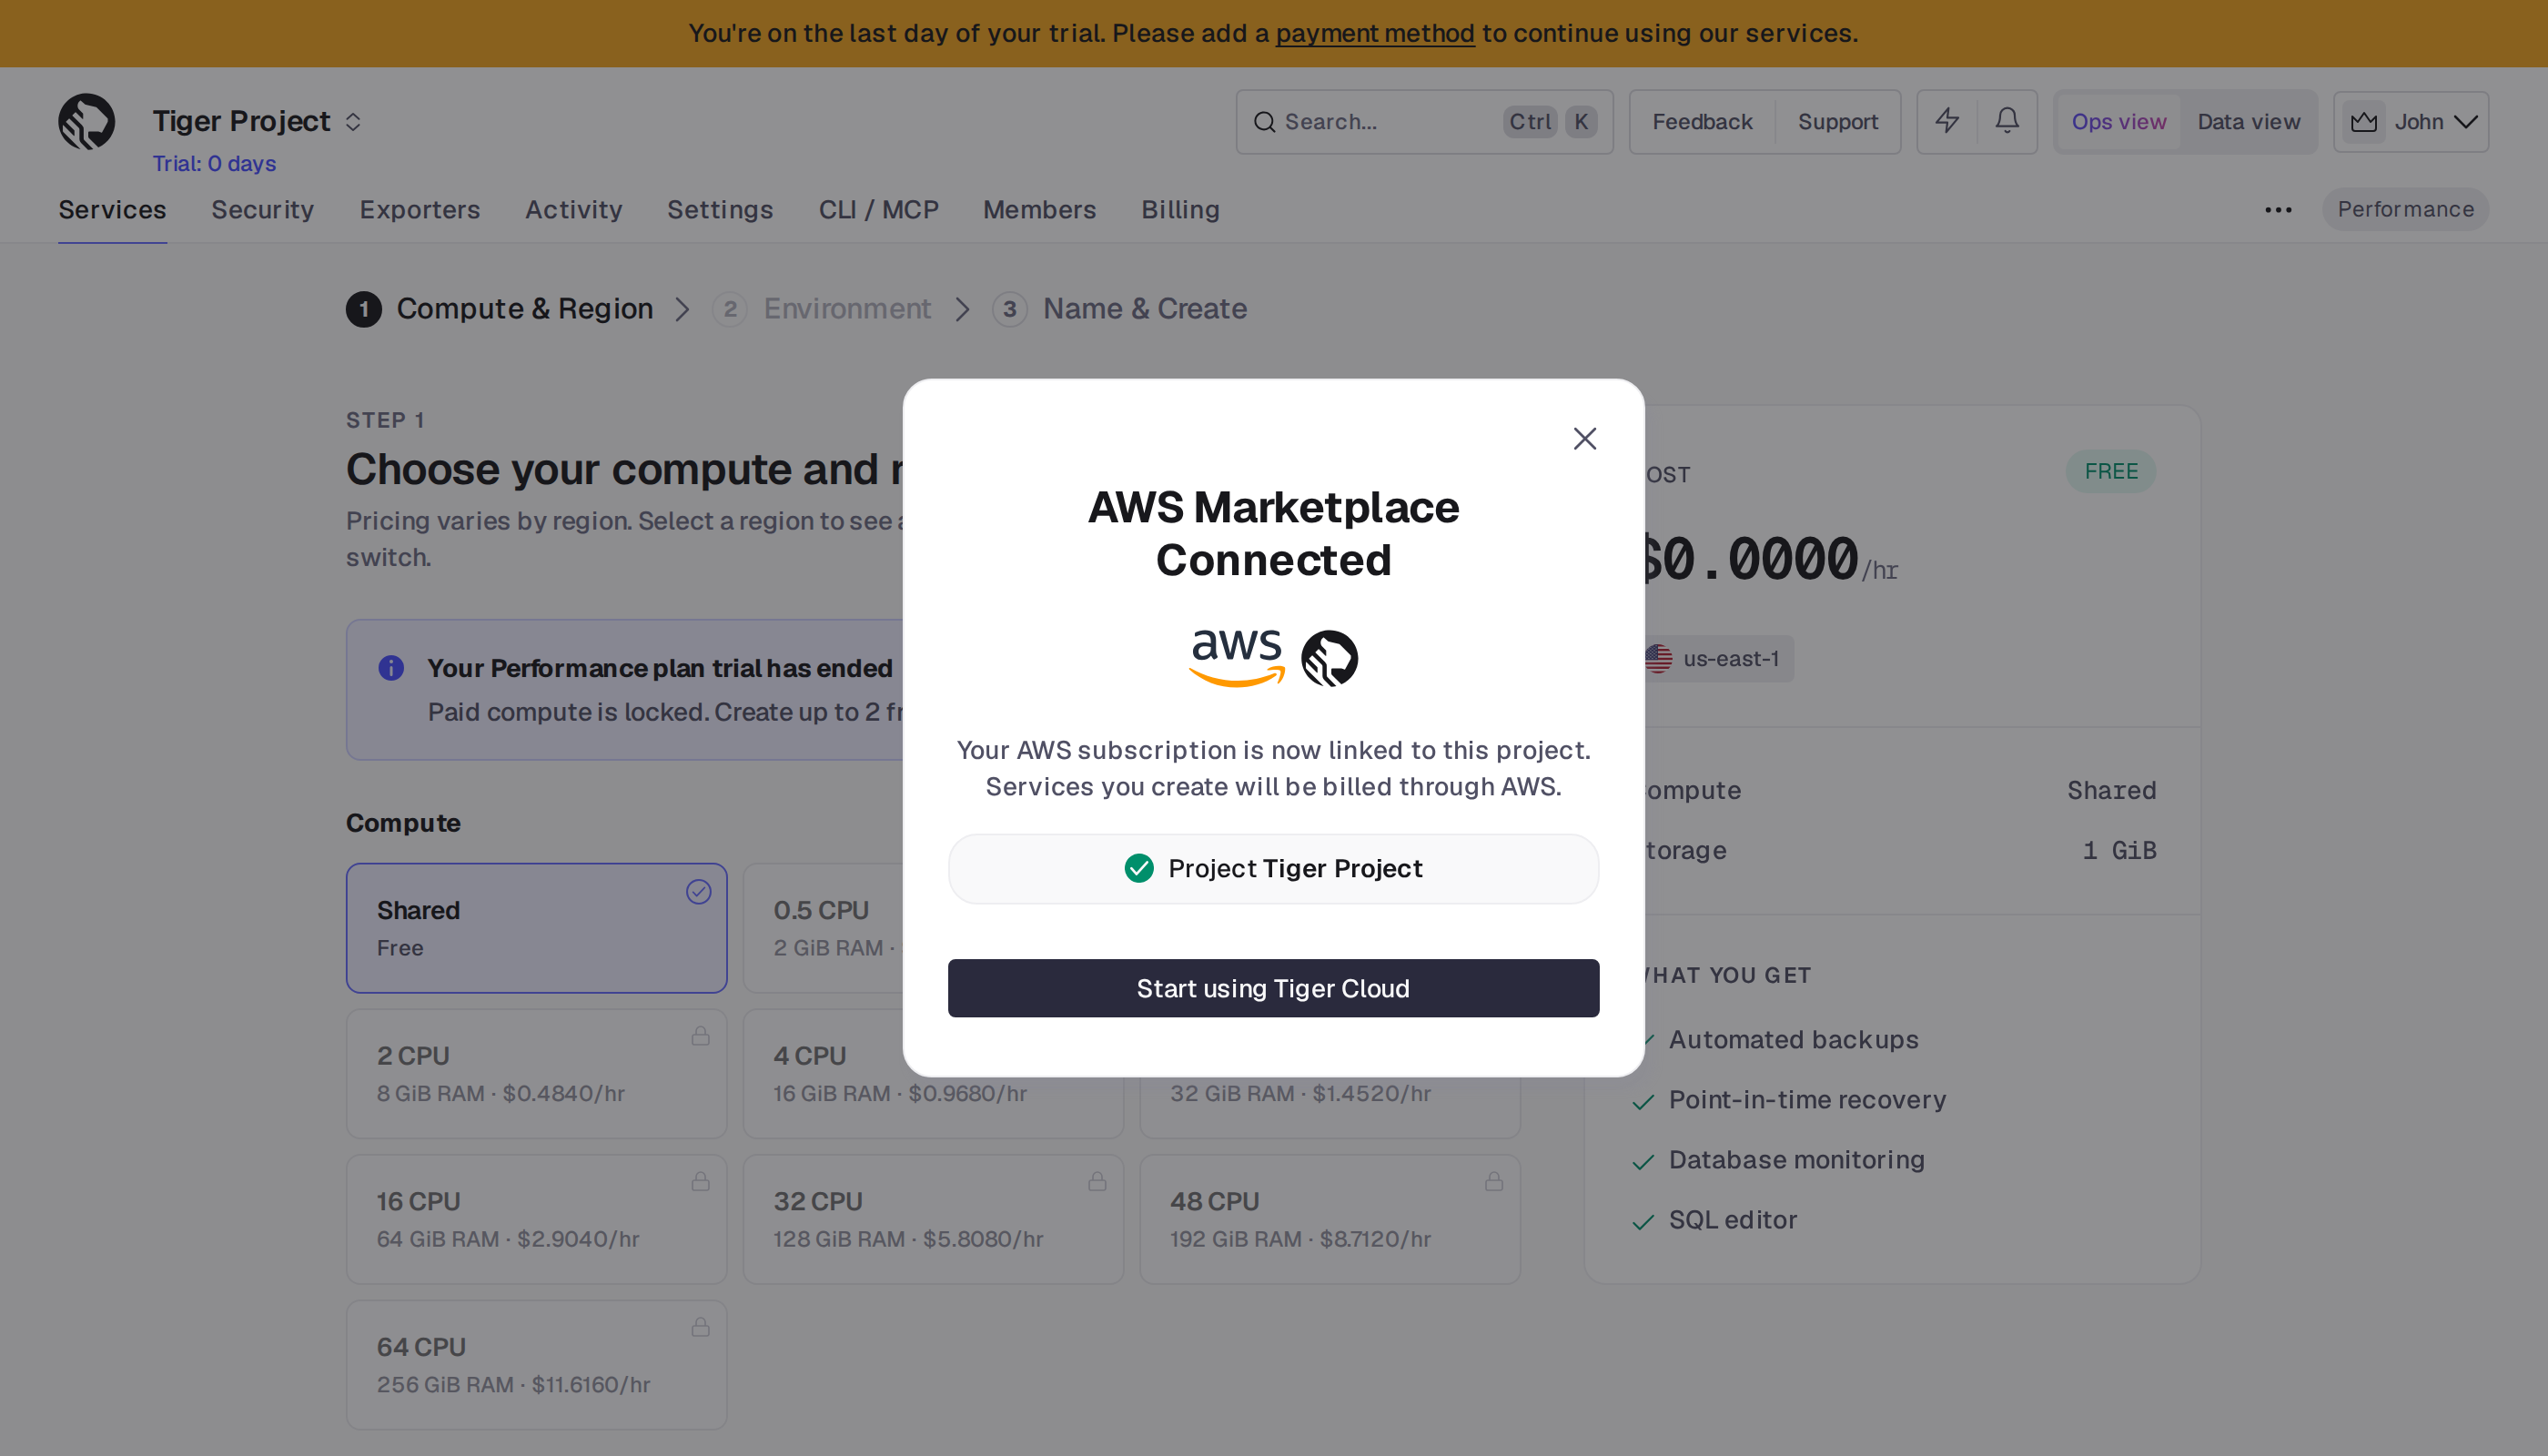 You're on the last day of your trial. Please add a payment method to continue using our services.
Tiger Project
Trial: 0 days
Search...
Ctrl
K
Feedback
Support
Ops view
Data view
John
Services
Security
Exporters
Activity
Settings
CLI / MCP
Members
Billing
Performance
1
Compute & Region
2
Environment
3
Name & Create
STEP 1
Choose your compute and
Pricing varies by region. Select a region to see
switch.
Your Performance plan trial has ended
Paid compute is locked. Create up to 2
Compute
Shared
Free
0.5 CPU
2 GiB RAM ·
2 CPU
8 GiB RAM · $0.4840/hr
4 CPU
16 GiB RAM · $0.9680/hr
32 GiB RAM · $1.4520/hr
16 CPU
64 GiB RAM · $2.9040/hr
32 CPU
128 GiB RAM · $5.8080/hr
48 CPU
192 GiB RAM · $8.7120/hr
64 CPU
256 GiB RAM · $11.6160/hr
AWS Marketplace
Connected
aws
Your AWS subscription is now linked to this project.
Services you create will be billed through AWS.
Project Tiger Project
Start using Tiger Cloud
FREE
$0.0000/hr
us-east-1
Shared
1 GiB
YOU GET
Automated backups
Point-in-time recovery
Database monitoring
SQL editor